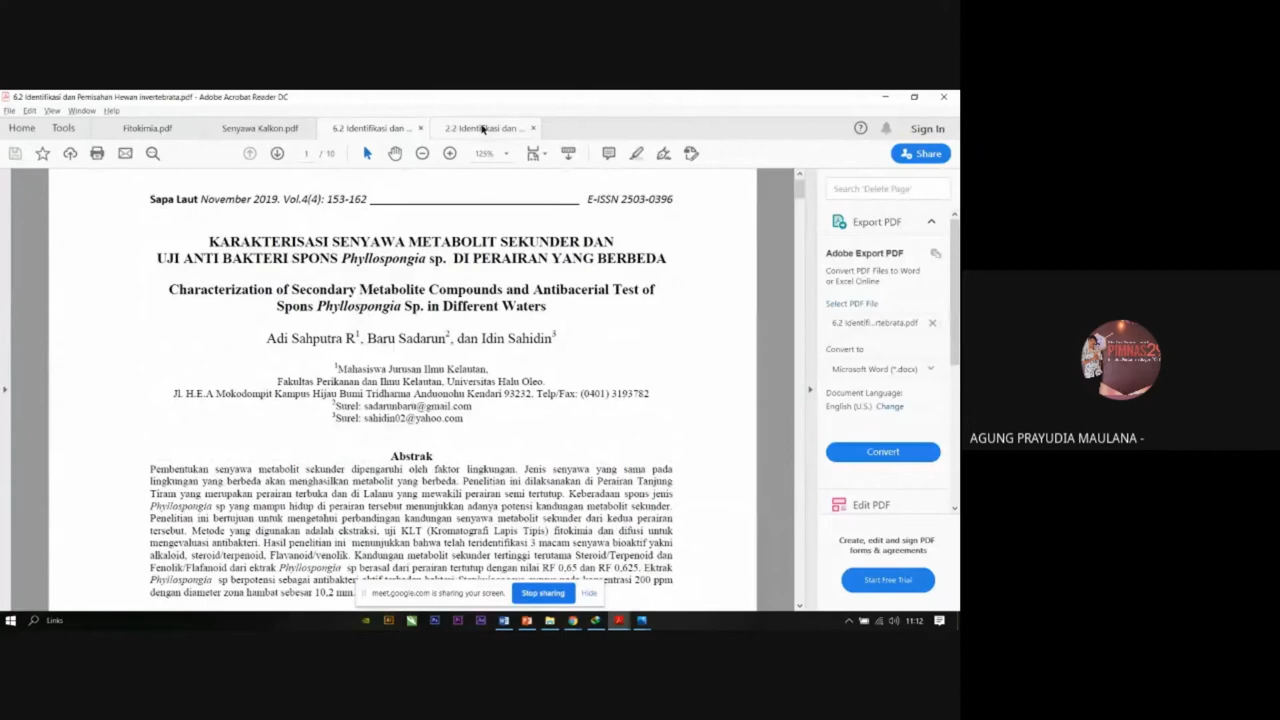 6.2 Identifikasi dan Pemisahan Hewan invertebrata.pdf - Adobe Acrobat Reader DC
File Edit View Window Help
Home Tools Fitokimia.pdf Senyawa Kalkon.pdf 6.2 Identifikasi dan ... × 2.2 Identifikasi dan ... × Sign In
1 / 10 125% Share
Sapa Laut November 2019. Vol.4(4): 153-162 E-ISSN 2503-0396
KARAKTERISASI SENYAWA METABOLIT SEKUNDER DAN
UJI ANTI BAKTERI SPONS Phyllospongia sp. DI PERAIRAN YANG BERBEDA
Characterization of Secondary Metabolite Compounds and Antibacerial Test of
Spons Phyllospongia Sp. in Different Waters
Adi Sahputra R1, Baru Sadarun2, dan Idin Sahidin3
1Mahasiswa Jurusan Ilmu Kelautan,
Fakultas Perikanan dan Ilmu Kelautan, Universitas Halu Oleo.
Jl. H.E.A Mokodompit Kampus Hijau Bumi Tridharma Anduonohu Kendari 93232. Telp/Fax: (0401) 3193782
2Surel: sadarunbaru@gmail.com
3Surel: sahidin02@yahoo.com
Abstrak
Pembentukan senyawa metabolit sekunder dipengaruhi oleh faktor lingkungan. Jenis senyawa yang sama pada
lingkungan yang berbeda akan menghasilkan metabolit yang berbeda. Penelitian ini dilaksanakan di Perairan Tanjung
Tiram yang merupakan perairan terbuka dan di Lalanu yang mewakili perairan semi tertutup. Keberadaan spons jenis
Phyllospongia sp yang mampu hidup di perairan tersebut menunjukkan adanya potensi kandungan metabolit sekunder.
Penelitian ini bertujuan untuk mengetahui perbandingan kandungan senyawa metabolit sekunder dari kedua perairan
tersebut. Metode yang digunakan adalah ekstraksi, uji KLT (Kromatografi Lapis Tipis) fitokimia dan difusi untuk
mengevaluasi antibakteri. Hasil penelitian ini menunjukkan bahwa telah teridentifikasi 3 macam senyawa bioaktif yakni
alkaloid, steroid/terpenoid, Flavanoid/venolik. Kandungan metabolit sekunder tertinggi terutama Steroid/Terpenoid dan
Fenolik/Flafanoid dari ekstrak Phyllospongia sp berasal dari perairan tertutup dengan nilai RF 0,65 dan RF 0,625. Ekstrak
Phyllospongia sp berpotensi sebagai antibakteri 200 ppm
dengan diameter zona hambat sebesar 10,2 mm.
meet.google.com is sharing your screen. Stop sharing Hide
Search 'Delete Page'
Export PDF
Adobe Export PDF
Convert PDF Files to Word
or Excel Online
Select PDF File
6.2 Identifi...rtebrata.pdf ×
Convert to
Microsoft Word (*.docx)
Document Language:
English (U.S.) Change
Convert
Edit PDF
Create, edit and sign PDF
forms & agreements
Start Free Trial
Links 11:12
PIMNAS29
AGUNG PRAYUDIA MAULANA -